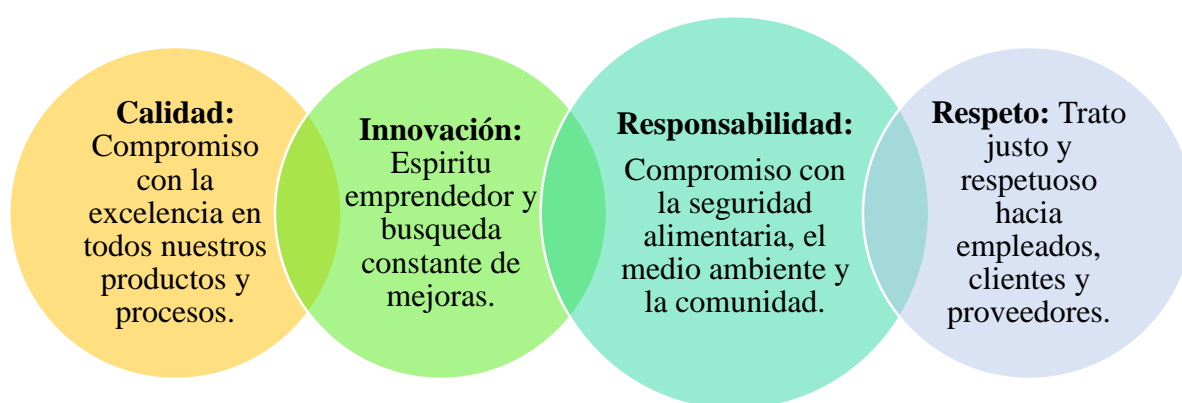 Calidad:
Compromiso
con la
excelencia en
todos nuestros
productos y
procesos.
Innovación:
Espiritu
emprendedor y
busqueda
constante de
mejoras.
Responsabilidad:
Compromiso con
la seguridad
alimentaria, el
medio ambiente y
la comunidad.
Respeto: Trato
justo y
respetuoso
hacia
empleados,
clientes y
proveedores.